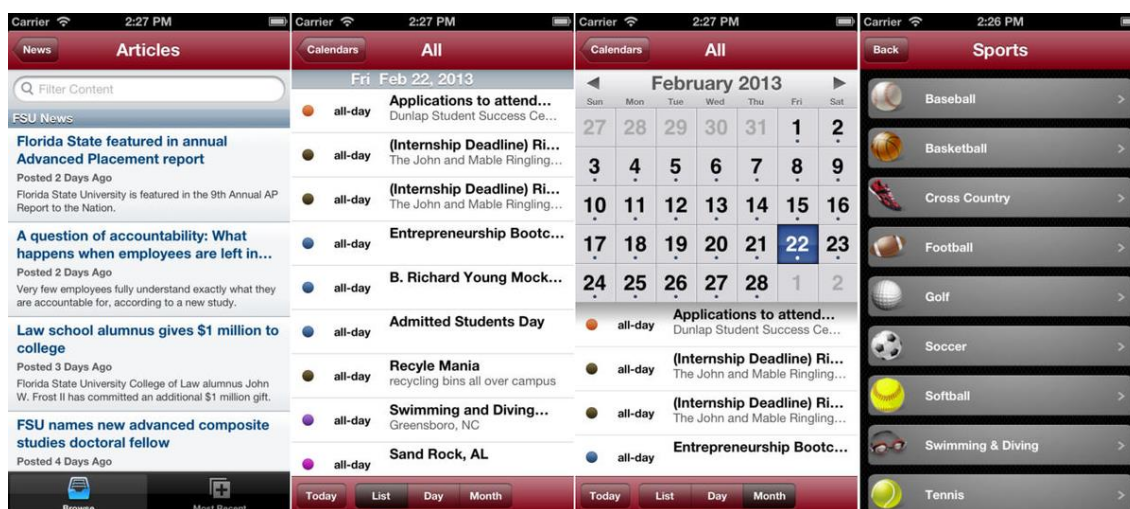 Carrier 2:27 PM
News Articles
Filter Content
FSU News
Florida State featured in annual
Advanced Placement report
Posted 2 Days Ago
Florida State University is featured in the 9th Annual AP
Report to the Nation.
A question of accountability: What
happens when employees are left in...
Posted 2 Days Ago
Very few employees fully understand exactly what they
are accountable for, according to a new study.
Law school alumnus gives $1 million to
college
Posted 3 Days Ago
Florida State University College of Law alumnus John
W. Frost II has committed an additional $1 million gift.
FSU names new advanced composite
studies doctoral fellow
Posted 4 Days Ago
Browse Most Recent
Carrier 2:27 PM
Calendars All
Fri Feb 22, 2013
all-day Applications to attend...
Dunlap Student Success Ce...
all-day (Internship Deadline) Ri...
The John and Mable Ringling...
all-day (Internship Deadline) Ri...
The John and Mable Ringling...
all-day Entrepreneurship Bootc...
all-day B. Richard Young Mock...
all-day Admitted Students Day
all-day Recyle Mania
recycling bins all over campus
all-day Swimming and Diving...
Greensboro, NC
all-day Sand Rock, AL
Today List Day Month
Carrier 2:27 PM
Calendars All
February 2013
Sun Mon Tue Wed Thu Fri Sat
27 28 29 30 31 1 2
3 4 5 6 7 8 9
10 11 12 13 14 15 16
17 18 19 20 21 22 23
24 25 26 27 28 1 2
all-day Applications to attend...
Dunlap Student Success Ce...
all-day (Internship Deadline) Ri...
The John and Mable Ringling...
all-day (Internship Deadline) Ri...
The John and Mable Ringling...
all-day Entrepreneurship Bootc...
Today List Day Month
Carrier 2:26 PM
Back Sports
Baseball
Basketball
Cross Country
Football
Golf
Soccer
Softball
Swimming & Diving
Tennis